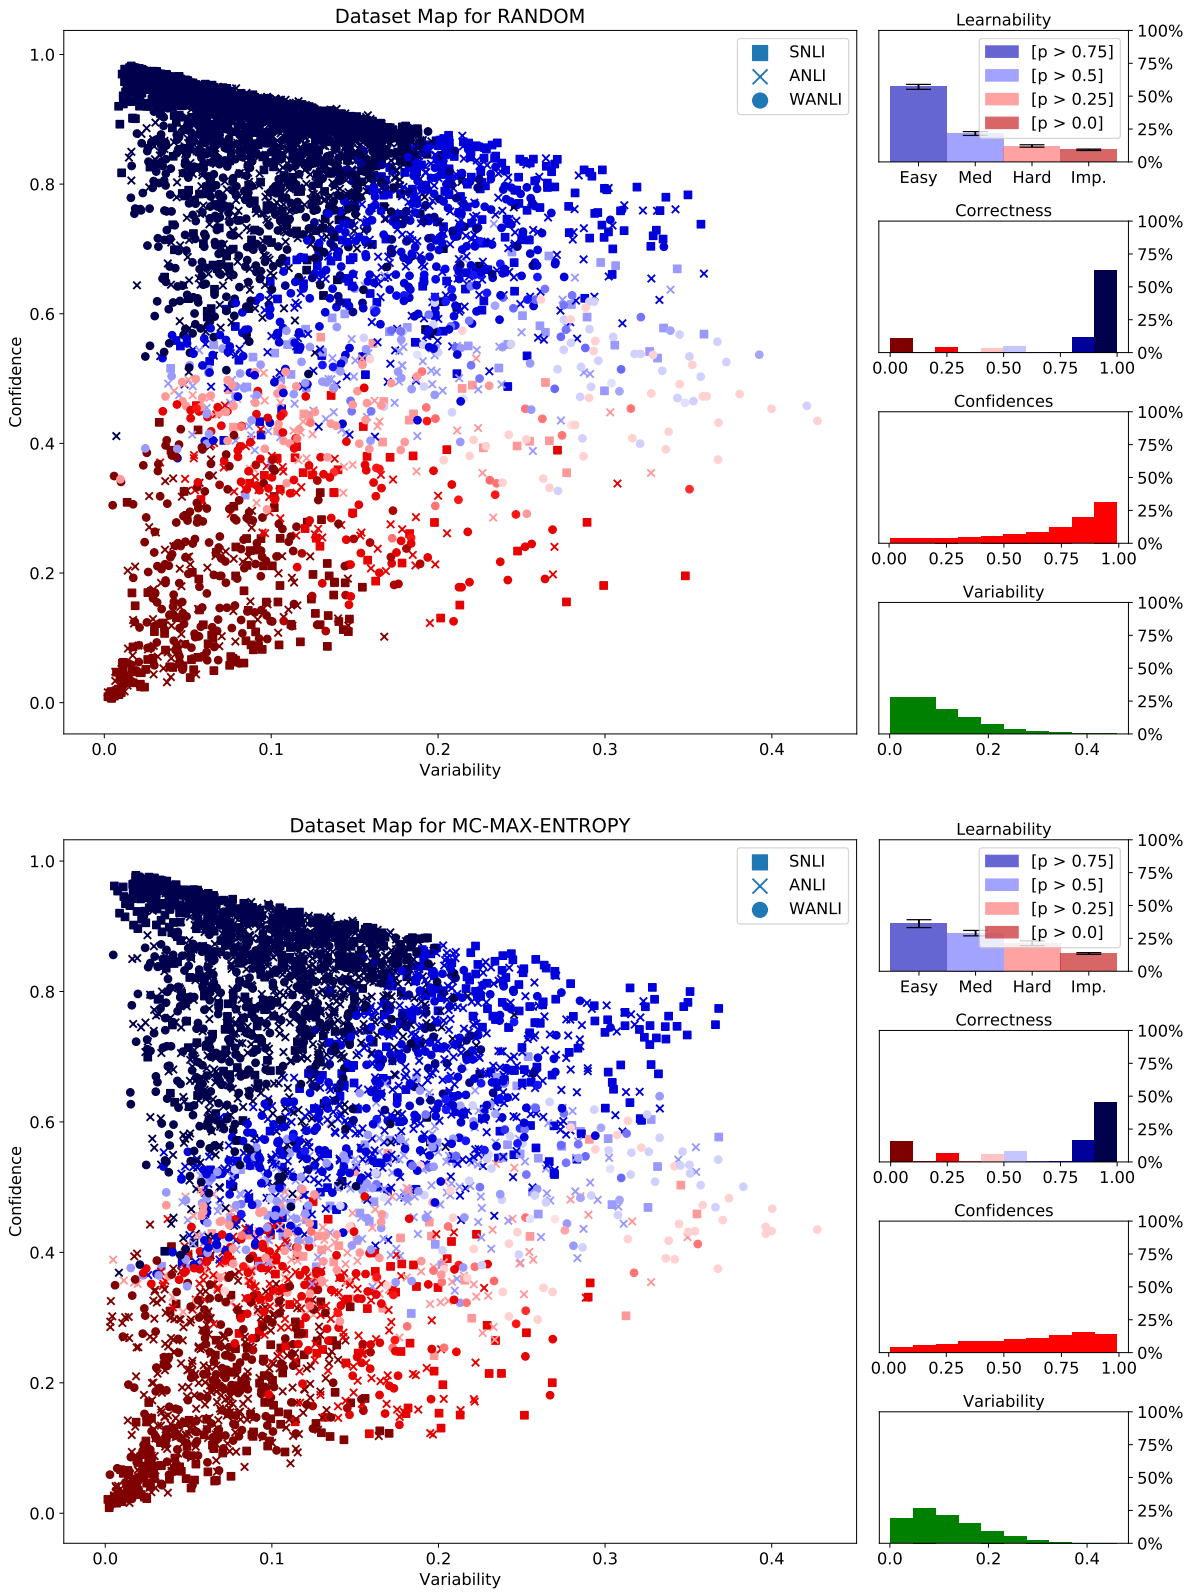 Dataset Map for RANDOM
1.0
0.8
0.6
0.4
0.2
0.0
Confidence
0.0 0.1 0.2 0.3 0.4
Variability
SNLI
ANLI
WANLI
Learnability
[p > 0.75]
[p > 0.5]
[p > 0.25]
[p > 0.0]
100%
75%
50%
25%
0%
Easy Med Hard Imp.
Correctness
100%
75%
50%
25%
0%
0.00 0.25 0.50 0.75 1.00
Confidences
100%
75%
50%
25%
0%
0.00 0.25 0.50 0.75 1.00
Variability
100%
75%
50%
25%
0%
0.0 0.2 0.4
Dataset Map for MC-MAX-ENTROPY
1.0
0.8
0.6
0.4
0.2
0.0
Confidence
0.0 0.1 0.2 0.3 0.4
Variability
SNLI
ANLI
WANLI
Learnability
[p > 0.75]
[p > 0.5]
[p > 0.25]
[p > 0.0]
100%
75%
50%
25%
0%
Easy Med Hard Imp.
Correctness
100%
75%
50%
25%
0%
0.00 0.25 0.50 0.75 1.00
Confidences
100%
75%
50%
25%
0%
0.00 0.25 0.50 0.75 1.00
Variability
100%
75%
50%
25%
0%
0.0 0.2 0.4